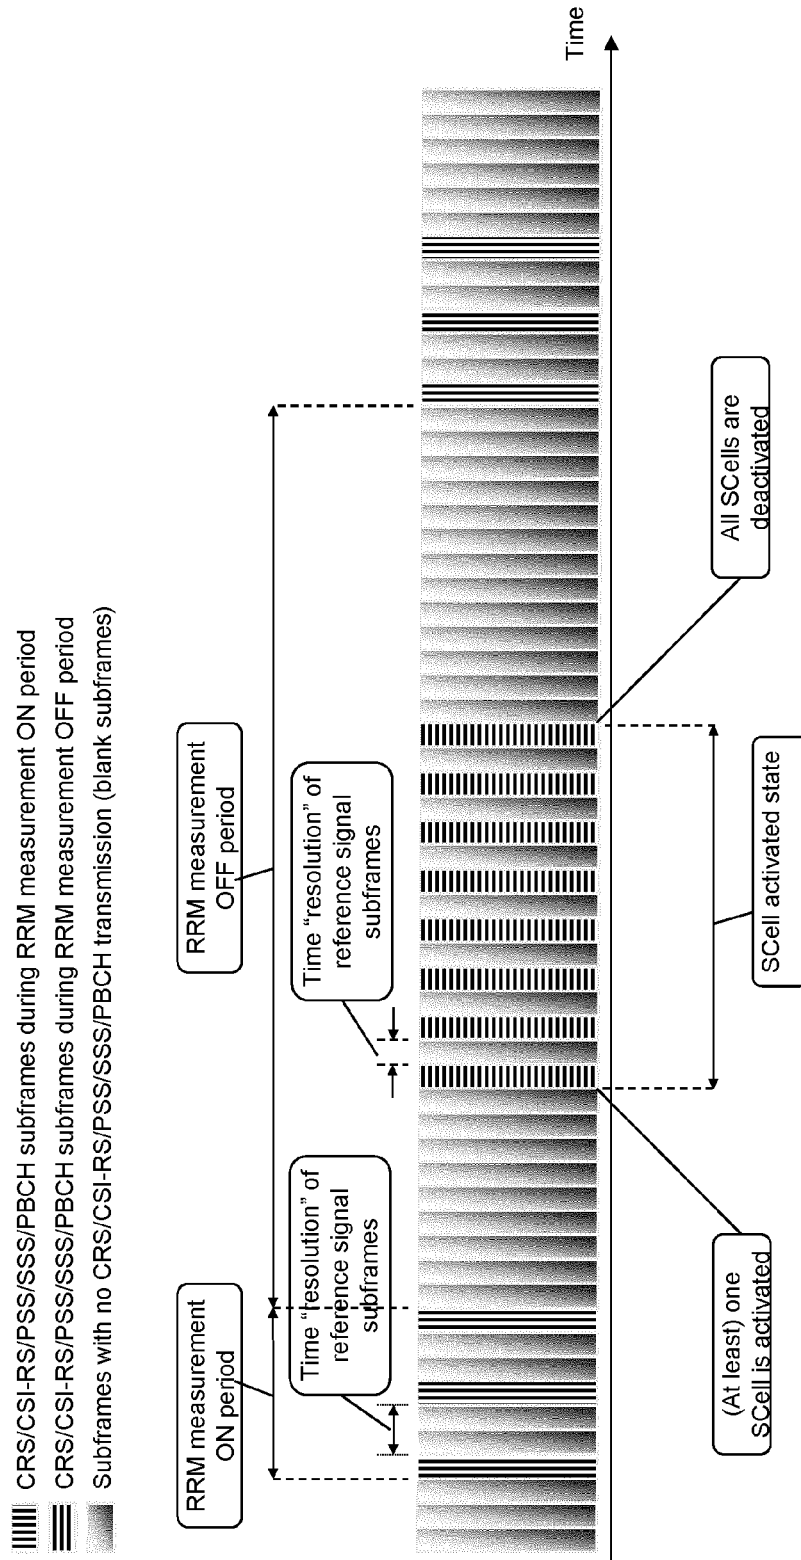 CRS/CSI-RS/PSS/SSS/PBCH subframes during RRM measurement ON period
CRS/CSI-RS/PSS/SSS/PBCH subframes during RRM measurement OFF period
Subframes with no CRS/CSI-RS/PSS/SSS/PBCH transmission (blank subframes)
RRM measurement
ON period
RRM measurement
OFF period
Time “resolution” of
reference signal
subframes
Time “resolution” of
reference signal
subframes
Time
(At least) one
SCell is activated
All SCells are
deactivated
SCell activated state